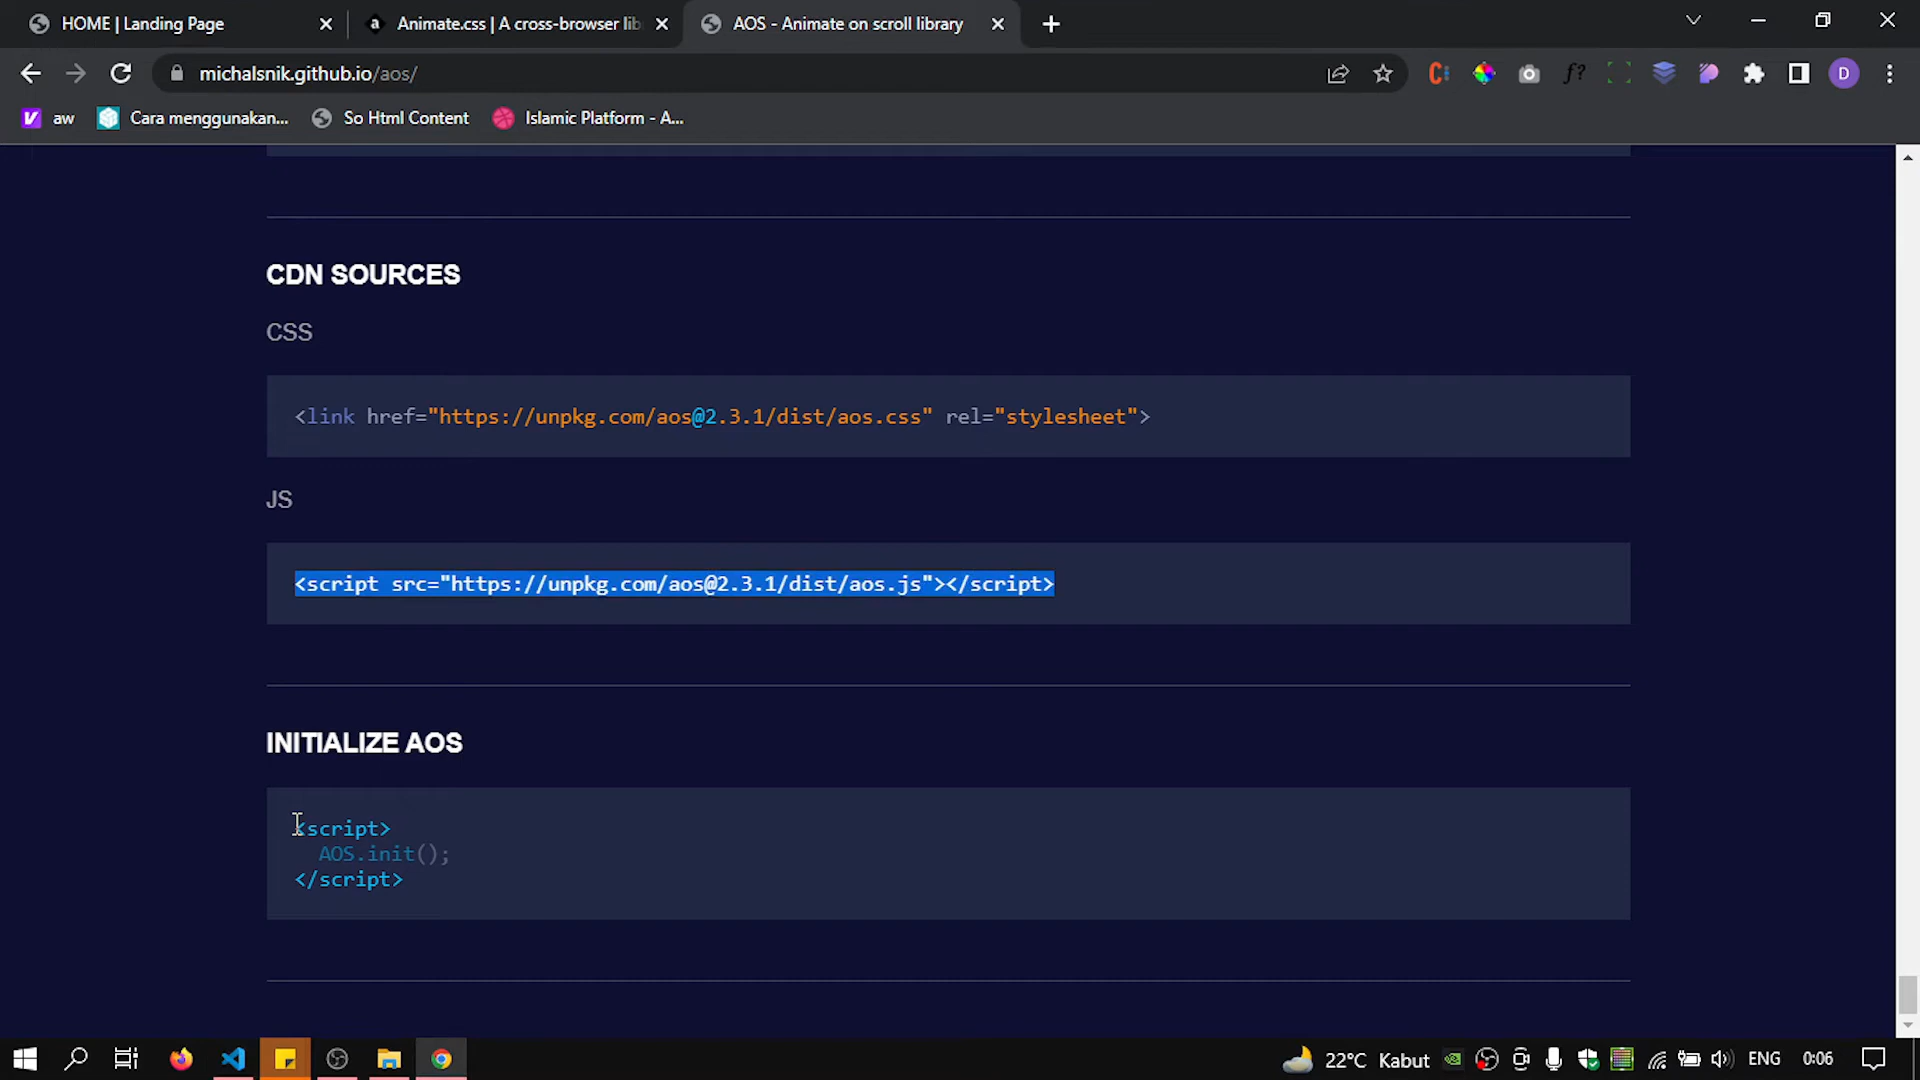 HOME | Landing Page
Animate.css | A cross-browser lib
AOS - Animate on scroll library
michalsnik.github.io/aos/
aw
Cara menggunakan...
So Html Content
Islamic Platform - A...
D
CDN SOURCES
CSS
<link href="https://unpkg.com/aos@2.3.1/dist/aos.css" rel="stylesheet">
JS
<script src="https://unpkg.com/aos@2.3.1/dist/aos.js"></script>
INITIALIZE AOS
<script>
AOS.init();
</script>
22°C Kabut
ENG
0:06